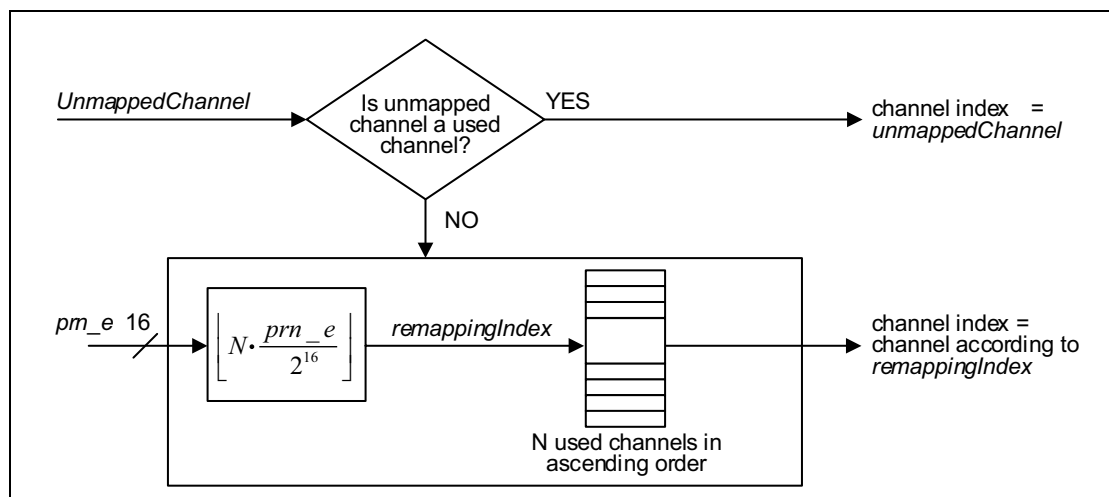 UnmappedChannel
Is unmapped
channel a used
channel?
YES
channel index =
unmappedChannel
NO
prn_e 16
⌊N·prn_e/2^16⌋
remappingIndex
channel index =
channel according to
remappingIndex
N used channels in
ascending order